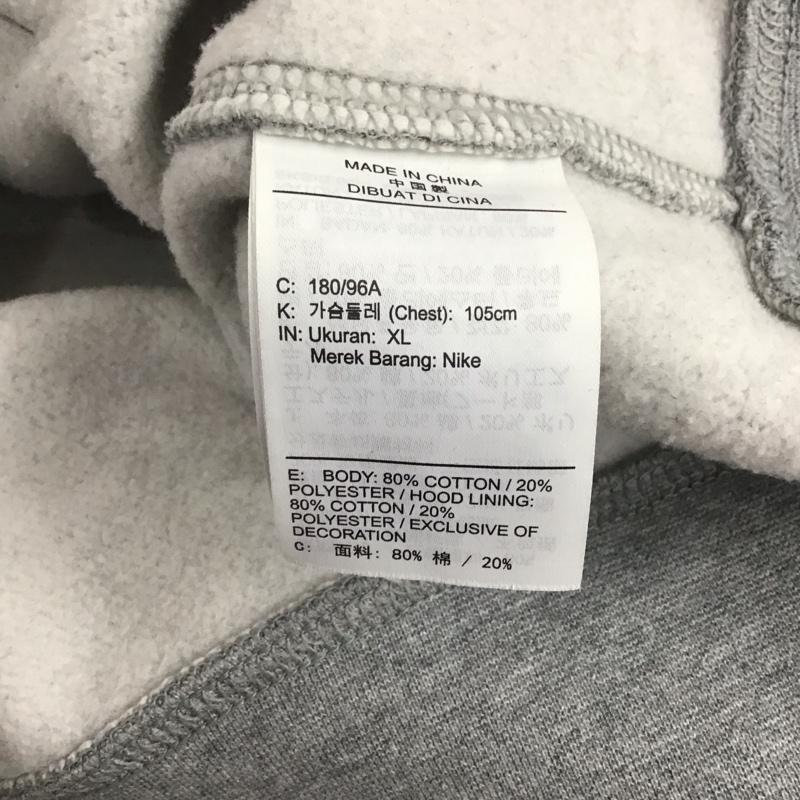 MADE IN CHINA
中国製
DIBUAT DI CINA
C: 180/96A
K: 가슴둘레 (Chest): 105cm
IN: Ukuran: XL
Merek Barang: Nike
E: BODY: 80% COTTON / 20%
POLYESTER / HOOD LINING:
80% COTTON / 20%
POLYESTER / EXCLUSIVE OF
DECORATION
C: 面料: 80% 棉 / 20%